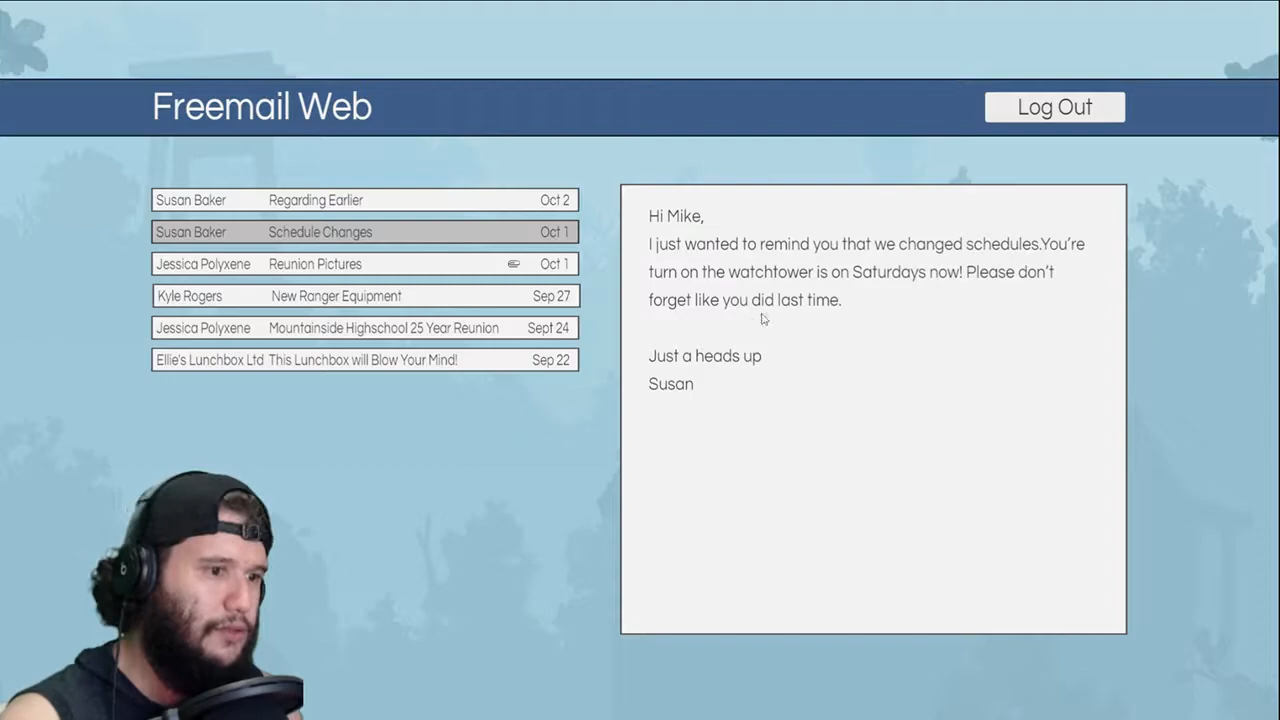 Freemail Web
Log Out
Susan Baker Regarding Earlier Oct 2
Susan Baker Schedule Changes Oct 1
Jessica Polyxene Reunion Pictures Oct 1
Kyle Rogers New Ranger Equipment Sep 27
Jessica Polyxene Mountainside Highschool 25 Year Reunion Sept 24
Ellie's Lunchbox Ltd This Lunchbox will Blow Your Mind! Sep 22
Hi Mike,
I just wanted to remind you that we changed schedules.You're
turn on the watchtower is on Saturdays now! Please don't
forget like you did last time.
Just a heads up
Susan